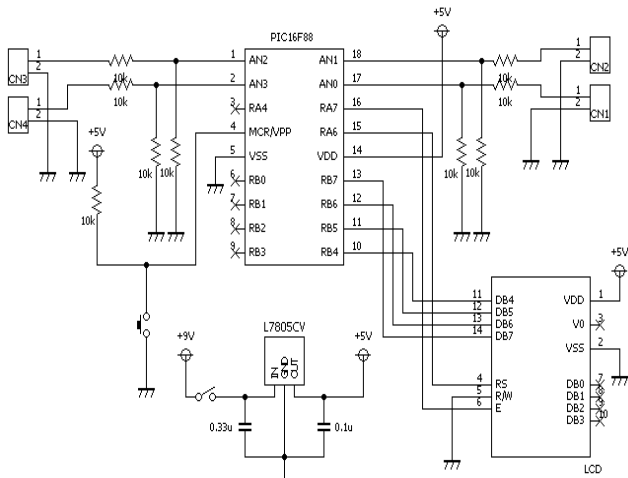 PIC16F88
+5V
1 AN2 AN1 18
2 AN3 AN0 17
3 RA4 RA7 16
4 MCR/VPP RA6 15
5 VSS VDD 14
6 RB0 RB7 13
7 RB1 RB6 12
8 RB2 RB5 11
9 RB3 RB4 10
1
2
CN3
1
2
CN4
10k
10k
10k
10k
+5V
10k
1
2
CN2
1
2
CN1
10k
10k
10k
10k
+9V
L7805CV
IN
GND
OUT
+5V
0.33u
0.1u
+5V
11 DB4 VDD 1
12 DB5
13 DB6 V0 3
14 DB7
VSS 2
4 RS DB0 7
5 R/W DB1
6 E DB2
DB3 10
LCD